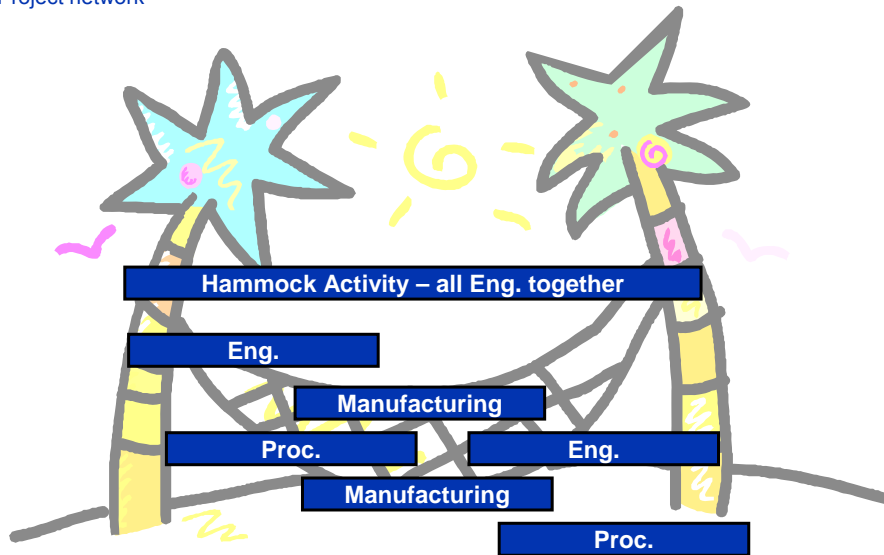 Project network
Hammock Activity – all Eng. together
Eng.
Manufacturing
Proc.
Eng.
Manufacturing
Proc.